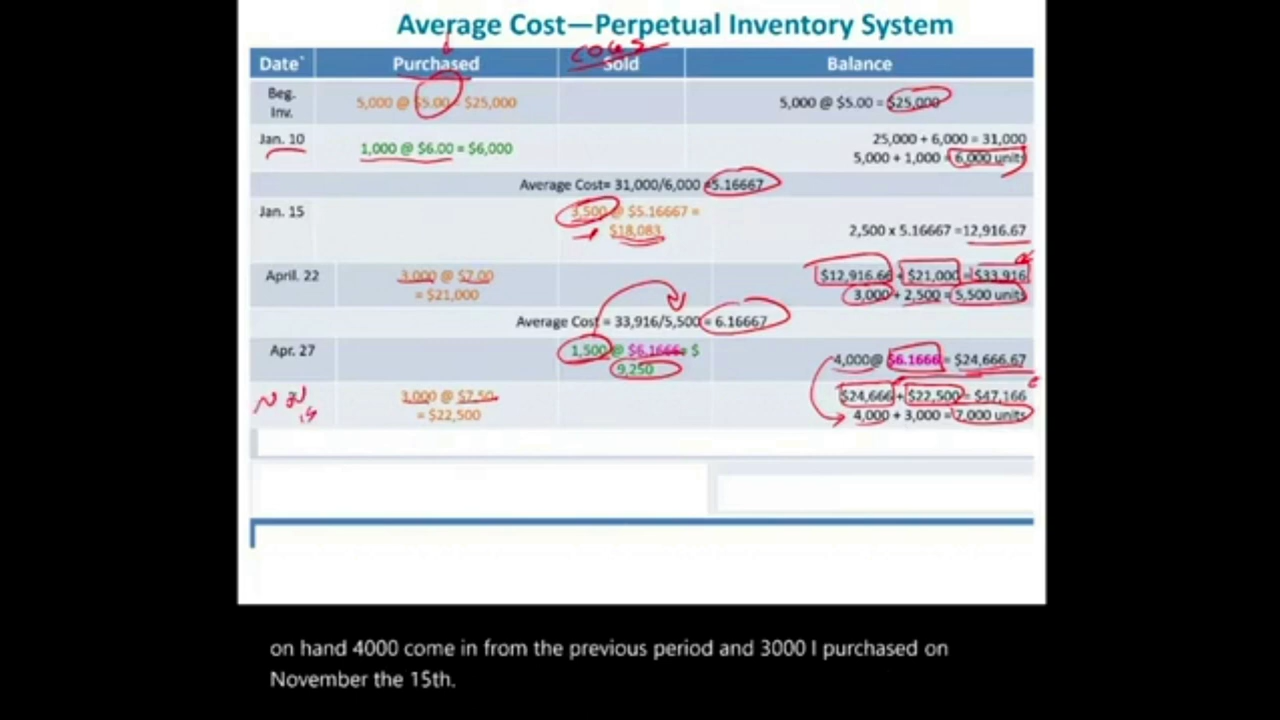 Average Cost—Perpetual Inventory System
COGS
Date` Purchased Sold Balance
Beg. Inv. 5,000 @ $5.00 = $25,000 5,000 @ $5.00 = $25,000
Jan. 10 1,000 @ $6.00 = $6,000 25,000 + 6,000 = 31,000
5,000 + 1,000 = 6,000 units
Average Cost= 31,000/6,000 =5.16667
Jan. 15 3,500 @ $5.16667 =
$18,083 2,500 x 5.16667 =12,916.67
April. 22 3,000 @ $7.00 $12,916.66 + $21,000 = $33,916
= $21,000 3,000 + 2,500 = 5,500 units
Average Cost = 33,916/5,500 = 6.16667
Apr. 27 1,500 @ $6.1666= $
9,250 4,000@ $6.1666 = $24,666.67
3,000 @ $7.50 $24,666 + $22,500 = $47,166
= $22,500 4,000 + 3,000 = 7,000 units
on hand 4000 come in from the previous period and 3000 I purchased on
November the 15th.